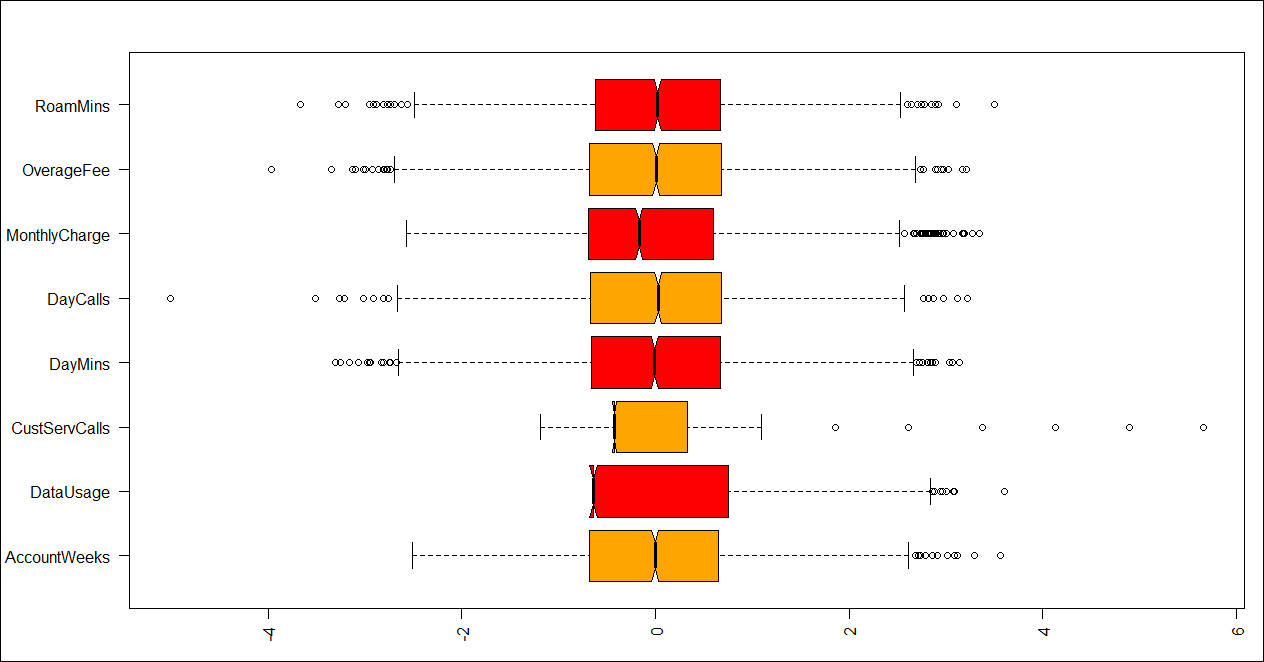 RoamMins
OverageFee
MonthlyCharge
DayCalls
DayMins
CustServCalls
DataUsage
AccountWeeks
-4 -2 0 2 4 6